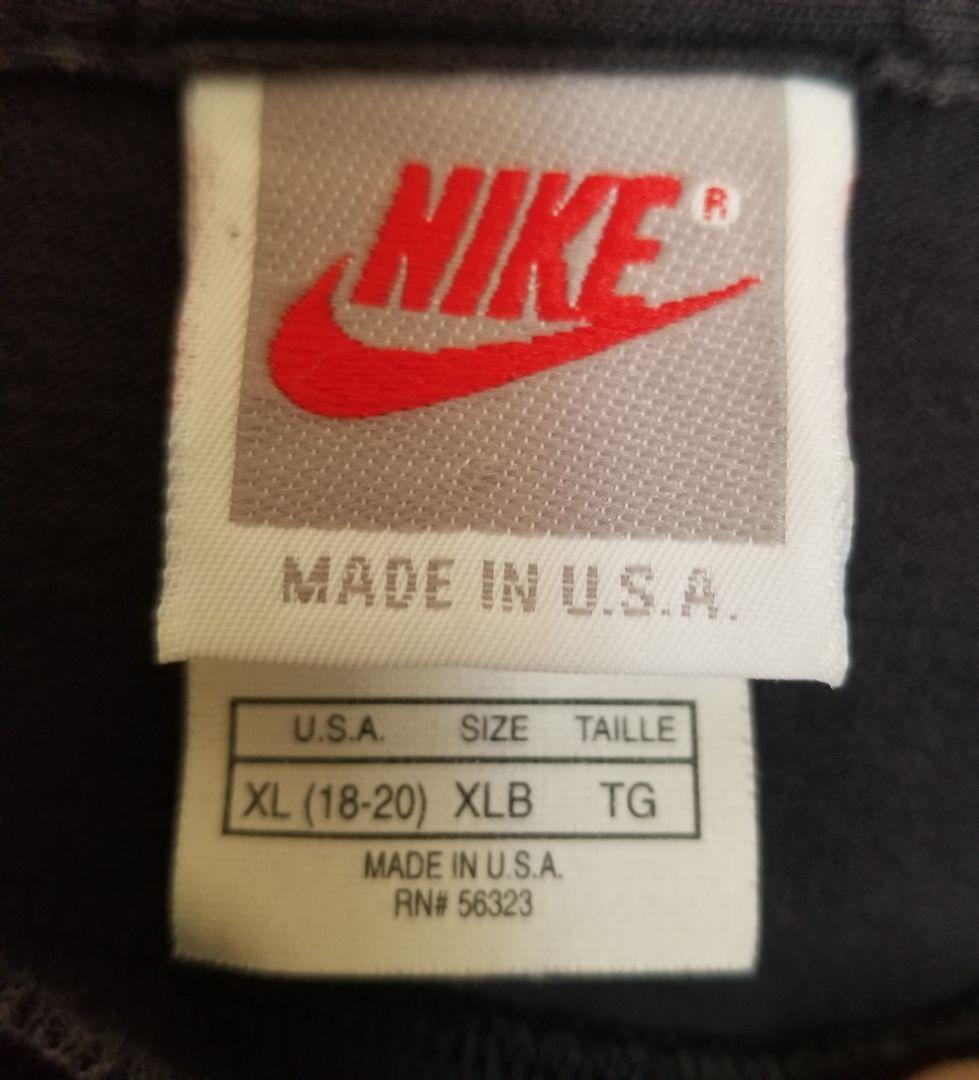 NIKE ®
MADE IN U.S.A.
U.S.A. SIZE TAILLE
XL (18-20) XLB TG
MADE IN U.S.A.
RN# 56323